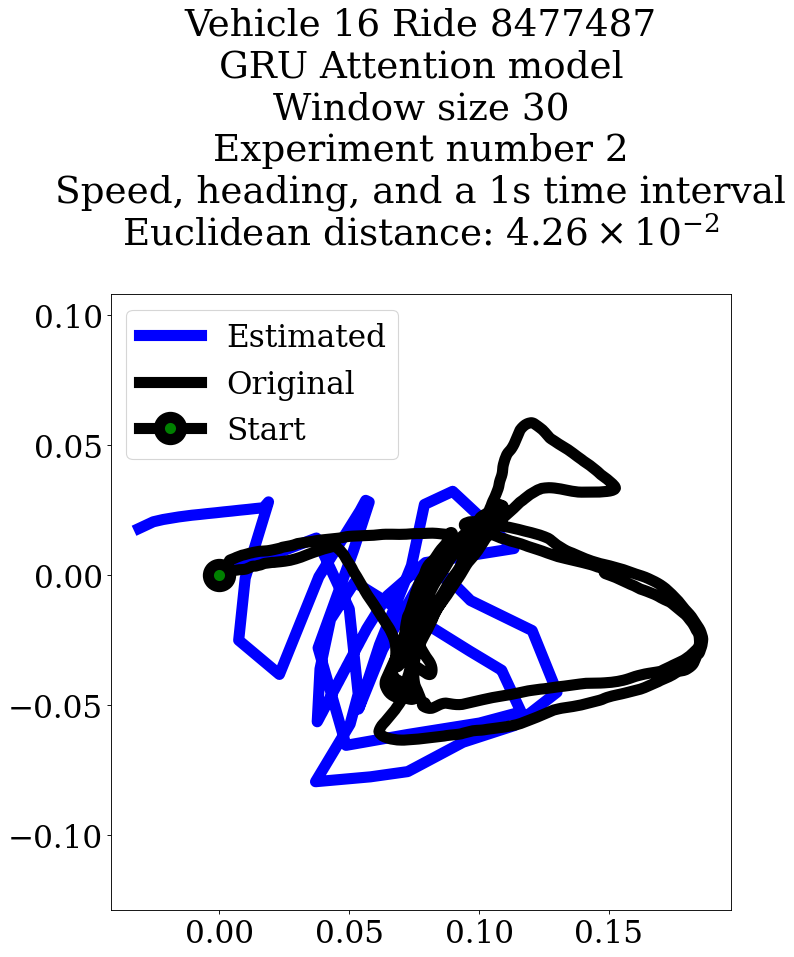 Vehicle 16 Ride 8477487
GRU Attention model
Window size 30
Experiment number 2
Speed, heading, and a 1s time interval
Euclidean distance: 4.26 × 10⁻²
Estimated
Original
Start
0.10
0.05
0.00
−0.05
−0.10
0.00 0.05 0.10 0.15